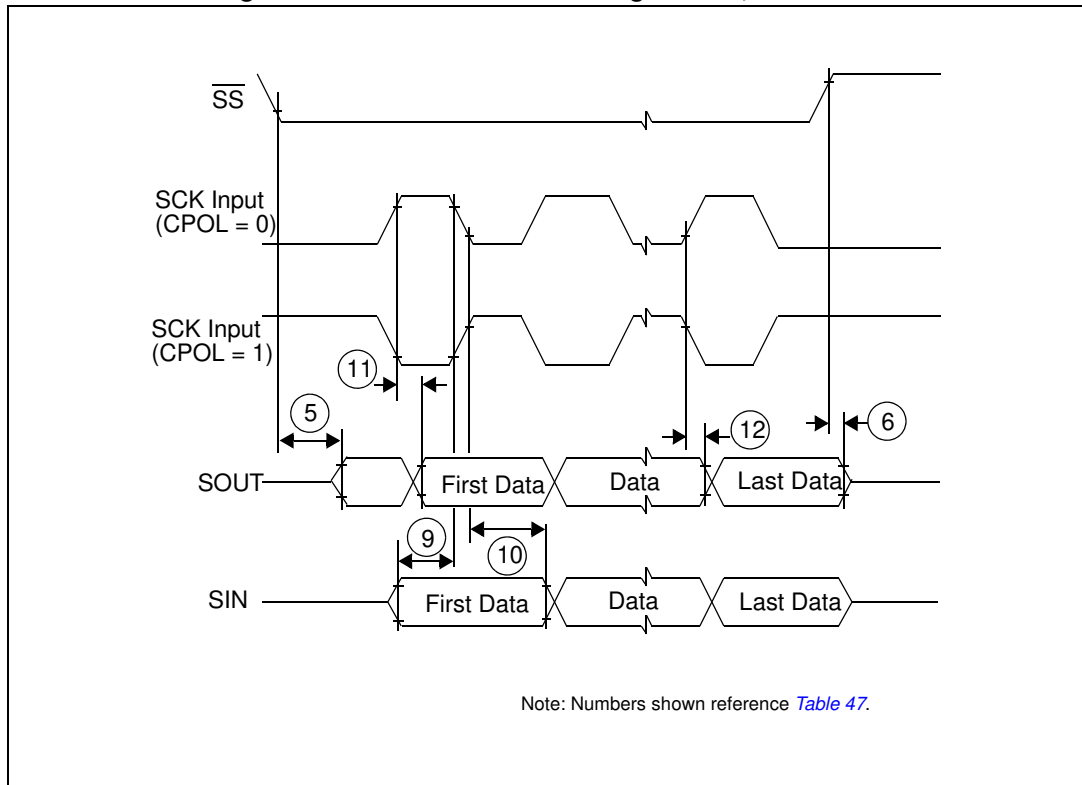 SS
SCK Input
(CPOL = 0)
SCK Input
(CPOL = 1)
11
5
12
6
SOUT
First Data
Data
Last Data
9
10
SIN
First Data
Data
Last Data
Note: Numbers shown reference Table 47.